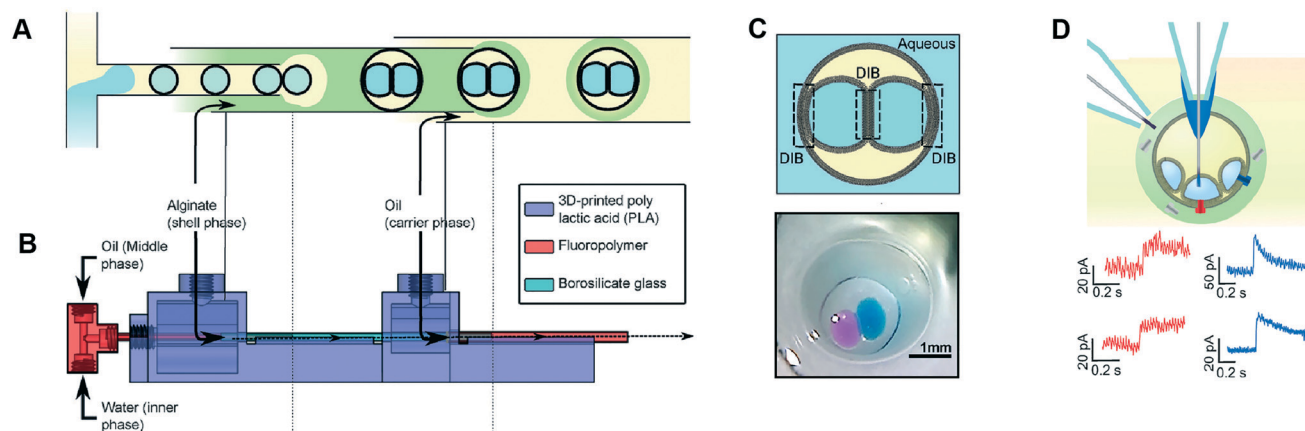 A
Alginate
(shell phase)
Oil
(carrier phase)
3D-printed poly
lactic acid (PLA)
Fluoropolymer
Borosilicate glass
B
Oil (Middle
phase)
Water (inner
phase)
C
Aqueous
DIB
DIB
DIB
1mm
D
20 pA
0.2 s
50 pA
0.2 s
20 pA
0.2 s
20 pA
0.2 s